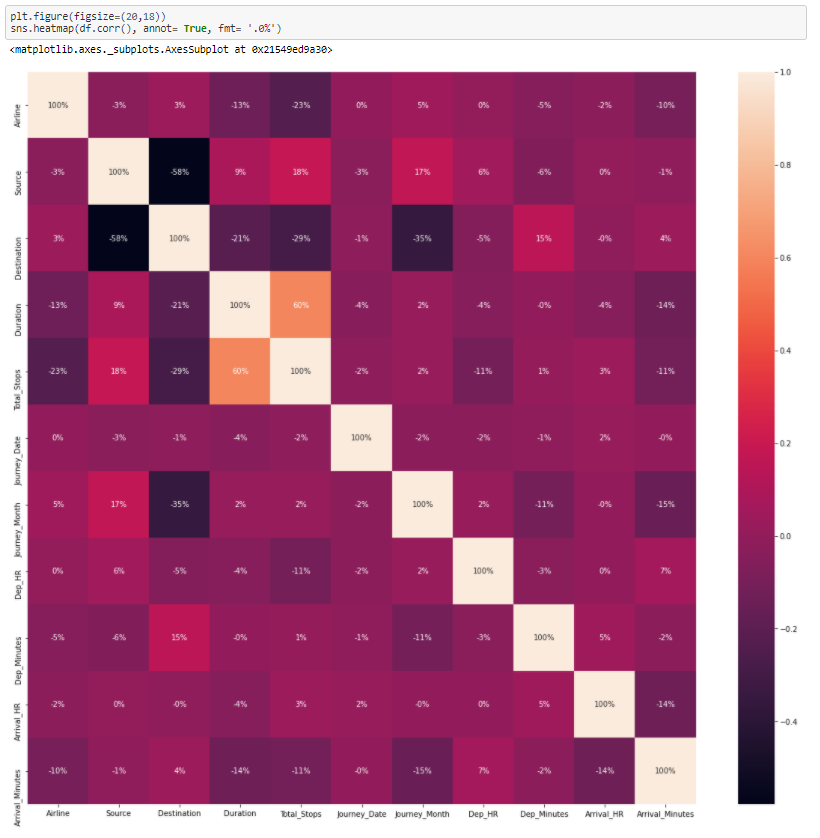 plt.figure(figsize=(20,18))
sns.heatmap(df.corr(), annot= True, fmt= '.0%')
<matplotlib.axes._subplots.AxesSubplot at 0x21549ed9a30>
Airline 100% -3% 3% -13% -23% 0% 5% 0% -5% -2% -10%
Source -3% 100% -58% 9% 18% -3% 17% 6% -6% 0% -1%
Destination 3% -58% 100% -21% -29% -1% -35% -5% 15% -0% 4%
Duration -13% 9% -21% 100% 60% -4% 2% -4% -0% -4% -14%
Total_Stops -23% 18% -29% 60% 100% -2% 2% -11% 1% 3% -11%
Journey_Date 0% -3% -1% -4% -2% 100% -2% -2% -1% 2% -0%
Journey_Month 5% 17% -35% 2% 2% -2% 100% 2% -11% -0% -15%
Dep_HR 0% 6% -5% -4% -11% -2% 2% 100% -3% 0% 7%
Dep_Minutes -5% -6% 15% -0% 1% -1% -11% -3% 100% 5% -2%
Arrival_HR -2% 0% -0% -4% 3% 2% -0% 0% 5% 100% -14%
Arrival_Minutes -10% -1% 4% -14% -11% -0% -15% 7% -2% -14% 100%
Airline Source Destination Duration Total_Stops Journey_Date Journey_Month Dep_HR Dep_Minutes Arrival_HR Arrival_Minutes
1.0
0.8
0.6
0.4
0.2
0.0
−0.2
−0.4